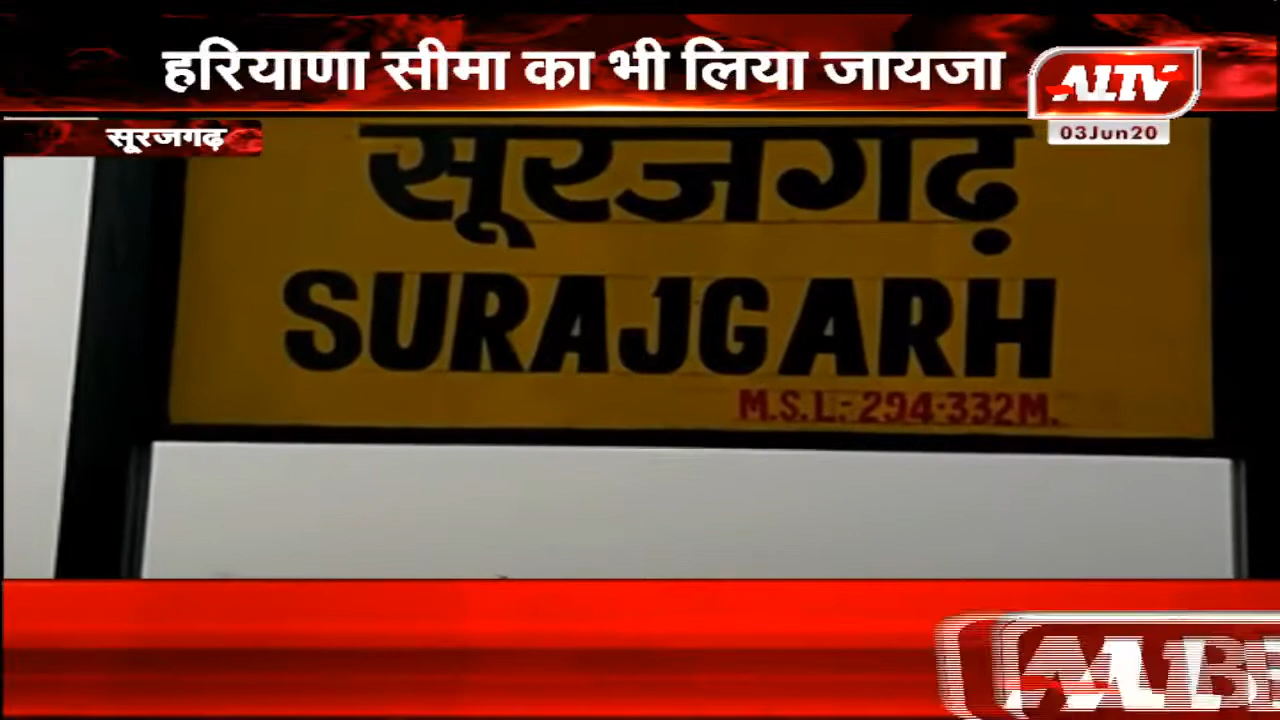 हरियाणा सीमा का भी लिया जायजा
ALTV
03Jun20
सूरजगढ़
सूरजगढ़
SURAJGARH
M.S.L.- 294.332M.